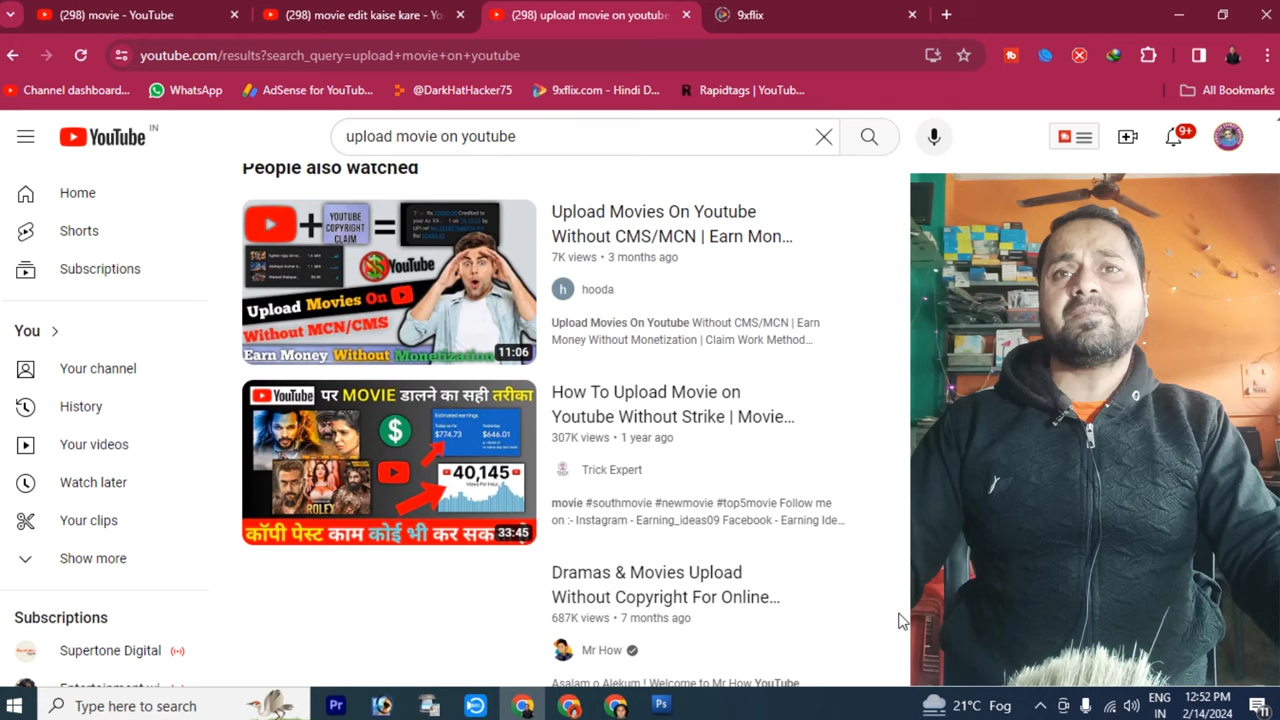 (298) movie - YouTube
(298) movie edit kaise kare - Yo
(298) upload movie on youtube
9xflix
youtube.com/results?search_query=upload+movie+on+youtube
Channel dashboard...
WhatsApp
AdSense for YouTub...
@DarkHatHacker75
9xflix.com - Hindi D...
Rapidtags | YouTub...
All Bookmarks
YouTube IN
upload movie on youtube
9+
People also watched
Home
Shorts
Subscriptions
You
Your channel
History
Your videos
Watch later
Your clips
Show more
Subscriptions
Supertone Digital
YOUTUBE
COPYRIGHT
CLAIM
YouTube
Upload Movies On
Without MCN/CMS
Earn Money Without Monetization
11:06
Upload Movies On Youtube
Without CMS/MCN | Earn Mon...
7K views • 3 months ago
h
hooda
Upload Movies On Youtube Without CMS/MCN | Earn
Money Without Monetization | Claim Work Method...
YouTube पर MOVIE डालने का सही तरीका
Estimated earnings
$774.73
$646.01
40,145
ROLEX
कॉपी पेस्ट काम कोई भी कर
33:45
How To Upload Movie on
Youtube Without Strike | Movie...
307K views • 1 year ago
Trick Expert
movie #southmovie #newmovie #top5movie Follow me
on :- Instagram - Earning_ideas09 Facebook - Earning Ide...
Dramas & Movies Upload
Without Copyright For Online...
687K views • 7 months ago
Mr How
Asalam o Alekum ! Welcome to Mr How YouTube
Type here to search
Pr
Ps
21°C Fog
ENG
IN
12:52 PM
2/14/2024
11